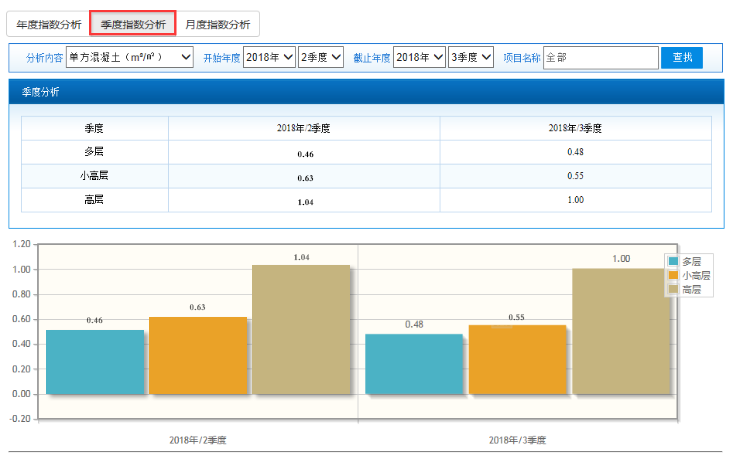 年度指数分析 季度指数分析 月度指数分析
分析内容 单方混凝土（m³/㎡ ） 开始年度 2018年 2季度 截止年度 2018年 3季度 项目名称 全部 查找
季度分析
季度 2018年/2季度 2018年/3季度
多层 0.46 0.48
小高层 0.63 0.55
高层 1.04 1.00
1.20
1.00
0.80
0.60
0.40
0.20
0.00
-0.20
0.46 0.63 1.04 0.48 0.55 1.00
多层
小高层
高层
2018年/2季度 2018年/3季度